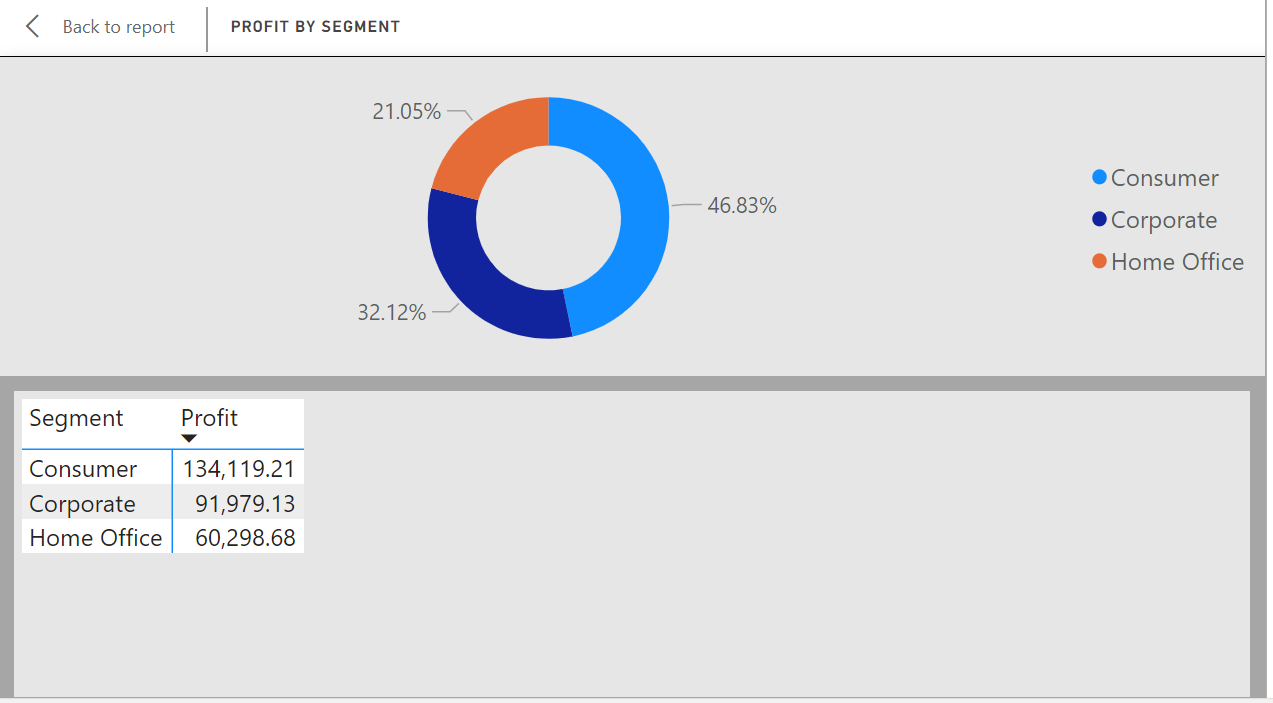 Back to report PROFIT BY SEGMENT
21.05%
46.83%
32.12%
Consumer
Corporate
Home Office
Segment Profit
Consumer 134,119.21
Corporate 91,979.13
Home Office 60,298.68